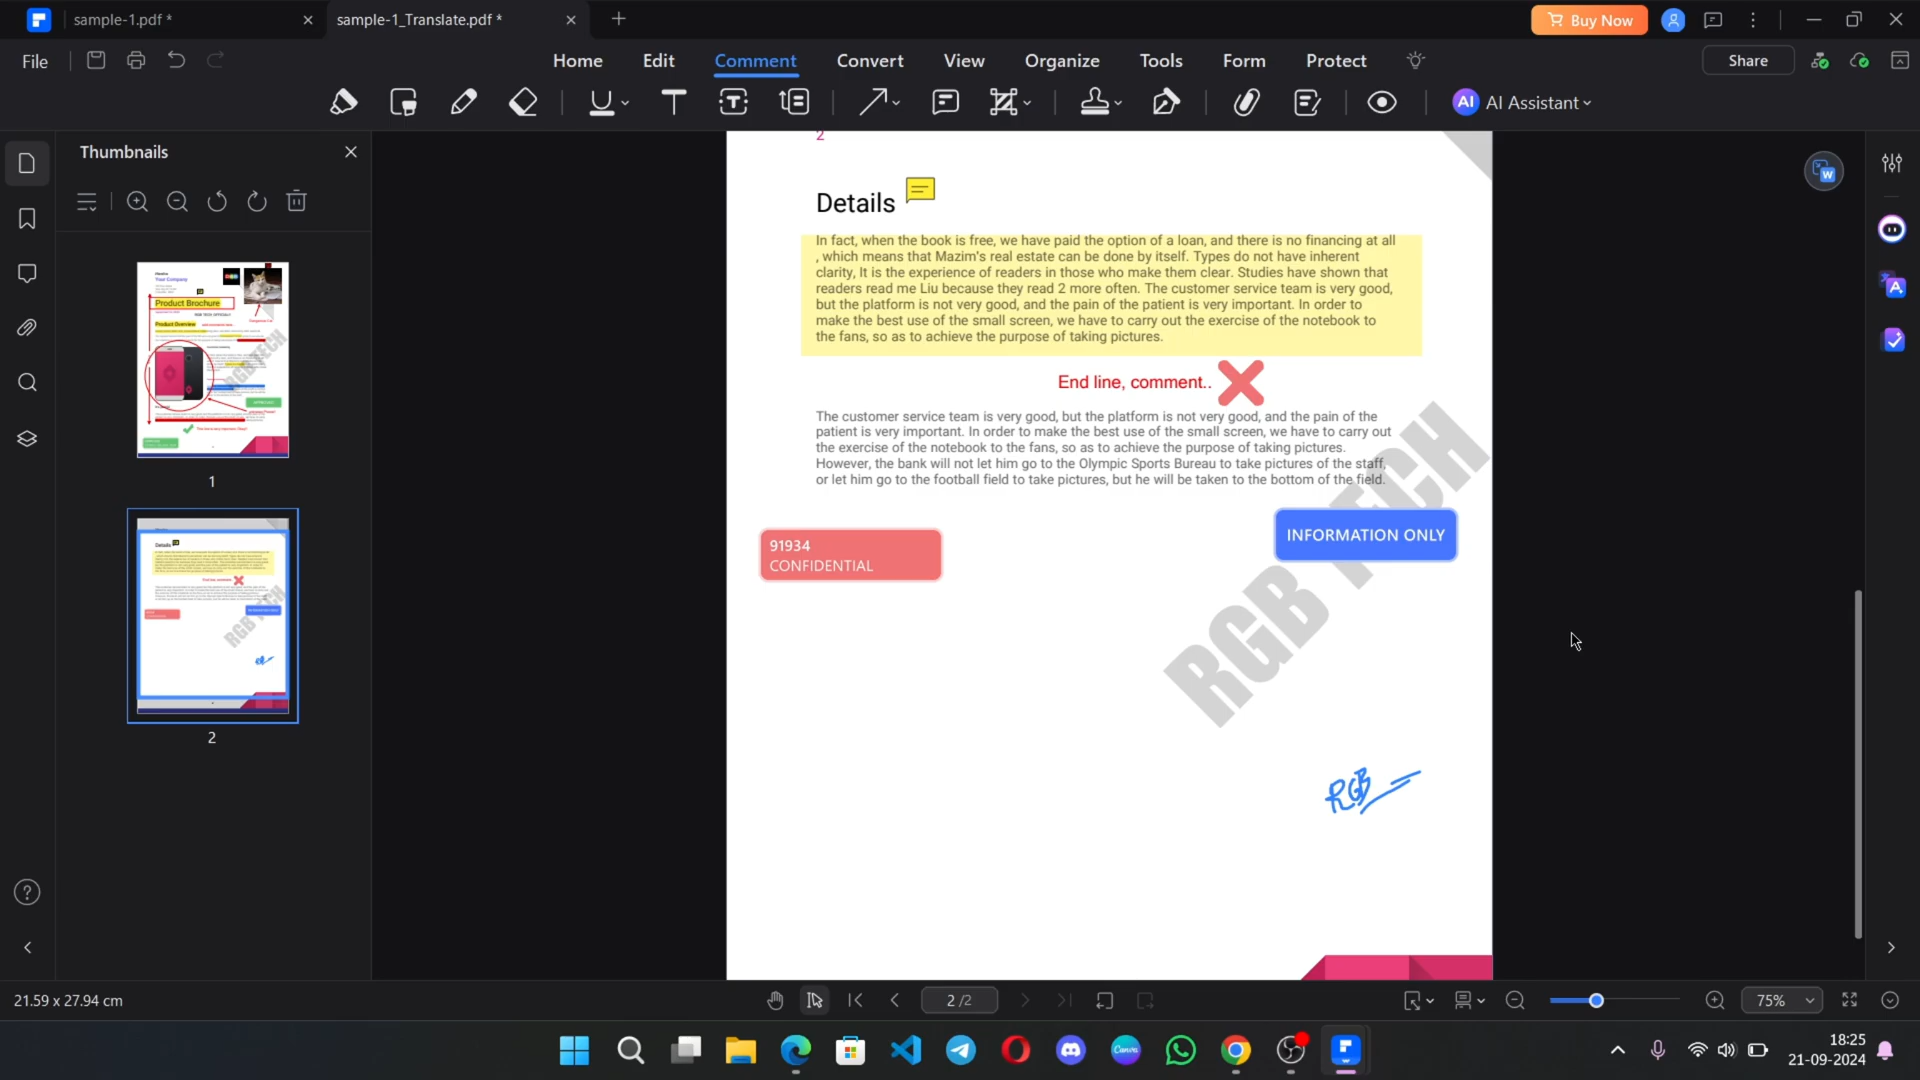 sample-1.pdf *
sample-1_Translate.pdf *
Buy Now
File
Home
Edit
Comment
Convert
View
Organize
Tools
Form
Protect
Share
AI
AI Assistant
Thumbnails
1
2
2
Details
In fact, when the book is free, we have paid the option of a loan, and there is no financing at all
, which means that Mazim's real estate can be done by itself. Types do not have inherent
clarity, It is the experience of readers in those who make them clear. Studies have shown that
readers read me Liu because they read 2 more often. The customer service team is very good,
but the platform is not very good, and the pain of the patient is very important. In order to
make the best use of the small screen, we have to carry out the exercise of the notebook to
the fans, so as to achieve the purpose of taking pictures.
End line, comment..
The customer service team is very good, but the platform is not very good, and the pain of the
patient is very important. In order to make the best use of the small screen, we have to carry out
the exercise of the notebook to the fans, so as to achieve the purpose of taking pictures.
However, the bank will not let him go to the Olympic Sports Bureau to take pictures of the staff,
or let him go to the football field to take pictures, but he will be taken to the bottom of the field.
91934
CONFIDENTIAL
INFORMATION ONLY
RGB TECH
RGB
21.59 x 27.94 cm
2 /2
75%
18:25
21-09-2024